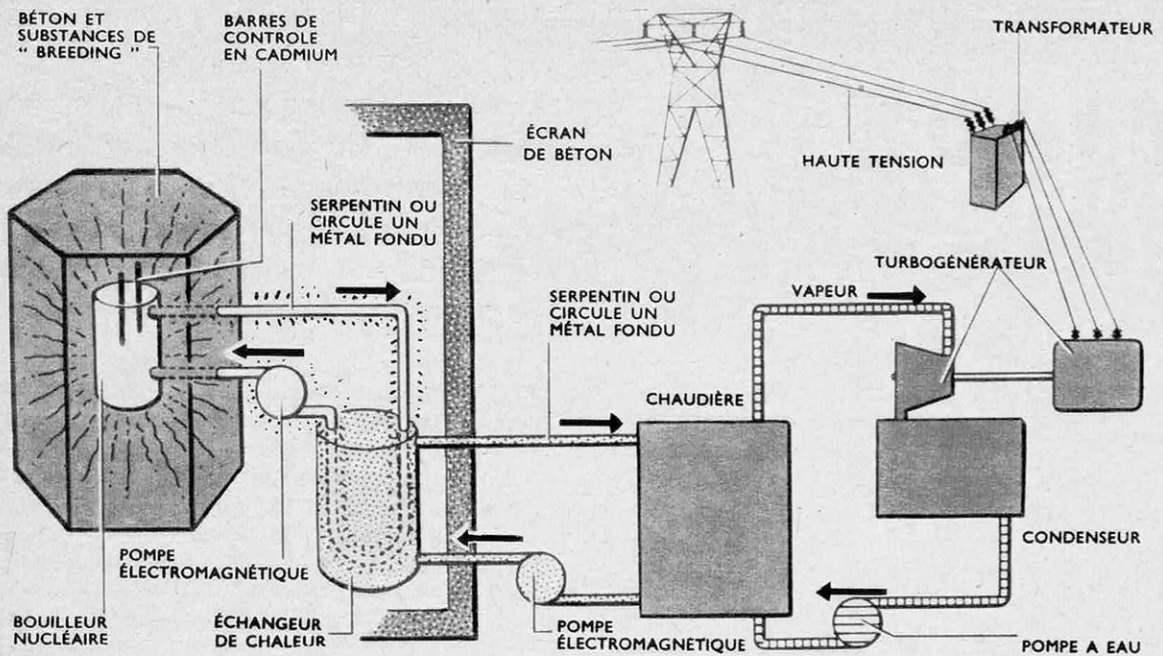 BÉTON ET
SUBSTANCES DE
“ BREEDING ”
BARRES DE
CONTROLE
EN CADMIUM
TRANSFORMATEUR
ÉCRAN
DE BÉTON
HAUTE TENSION
SERPENTIN OU
CIRCULE UN
MÉTAL FONDU
TURBOGÉNÉRATEUR
VAPEUR
SERPENTIN OU
CIRCULE UN
MÉTAL FONDU
CHAUDIÈRE
POMPE
ÉLECTROMAGNÉTIQUE
CONDENSEUR
BOUILLEUR
NUCLÉAIRE
ÉCHANGEUR
DE CHALEUR
POMPE
ÉLECTROMAGNÉTIQUE
POMPE A EAU